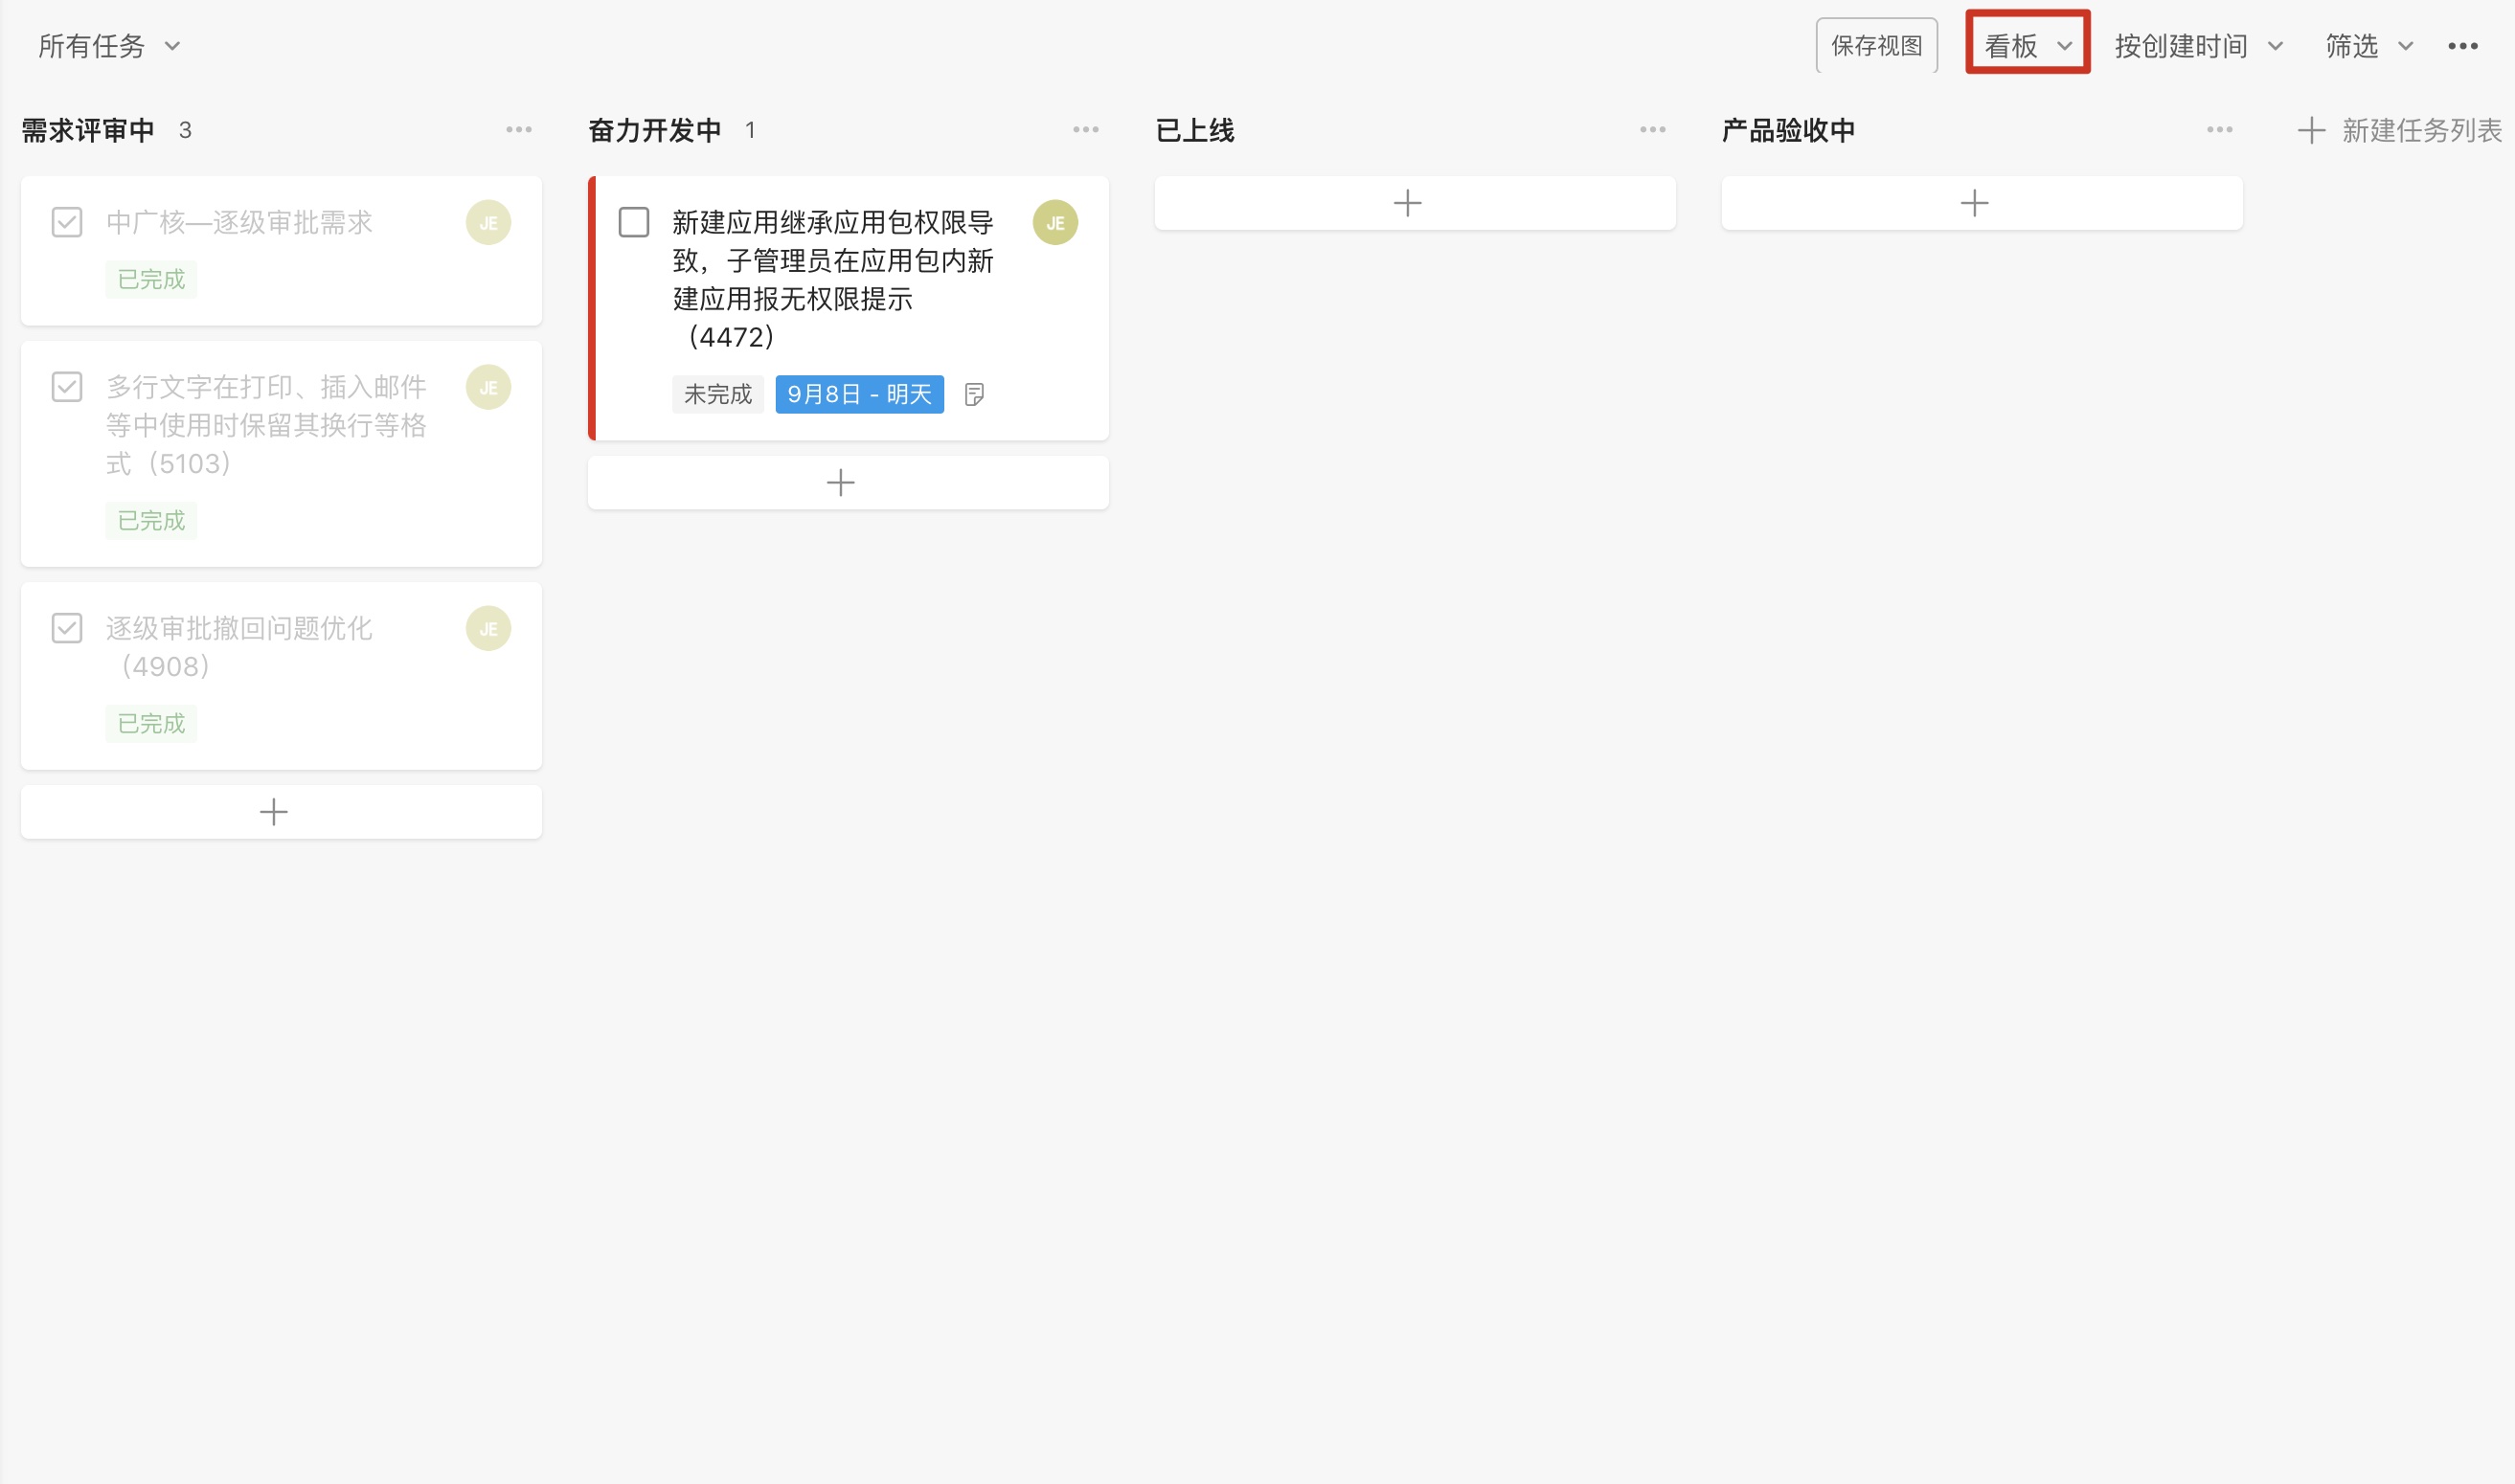 所有任务
保存视图
看板
按创建时间
筛选
需求评审中 3
中广核—逐级审批需求
JE
已完成
多行文字在打印、插入邮件
等中使用时保留其换行等格
式（5103）
JE
已完成
逐级审批撤回问题优化
（4908）
JE
已完成
奋力开发中 1
新建应用继承应用包权限导
致，子管理员在应用包内新
建应用报无权限提示
（4472）
JE
未完成
9月8日 - 明天
已上线
产品验收中
新建任务列表